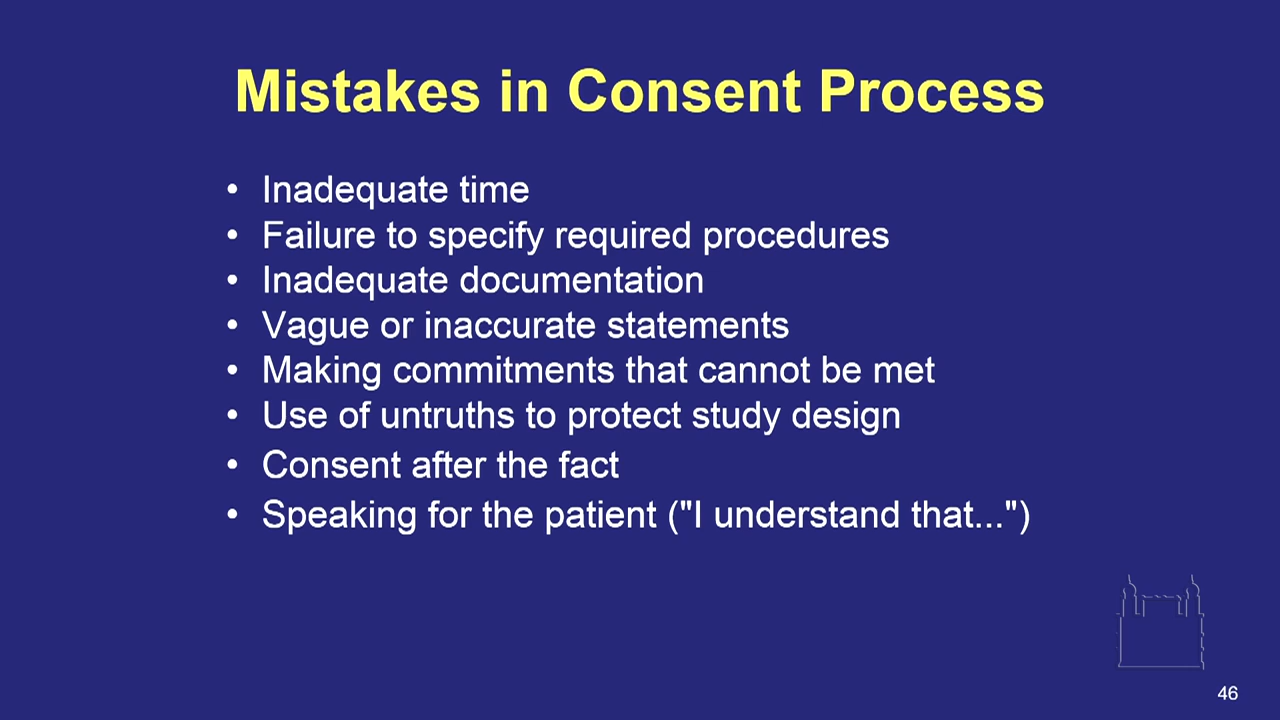 Mistakes in Consent Process
• Inadequate time
• Failure to specify required procedures
• Inadequate documentation
• Vague or inaccurate statements
• Making commitments that cannot be met
• Use of untruths to protect study design
• Consent after the fact
• Speaking for the patient ("I understand that...")
46